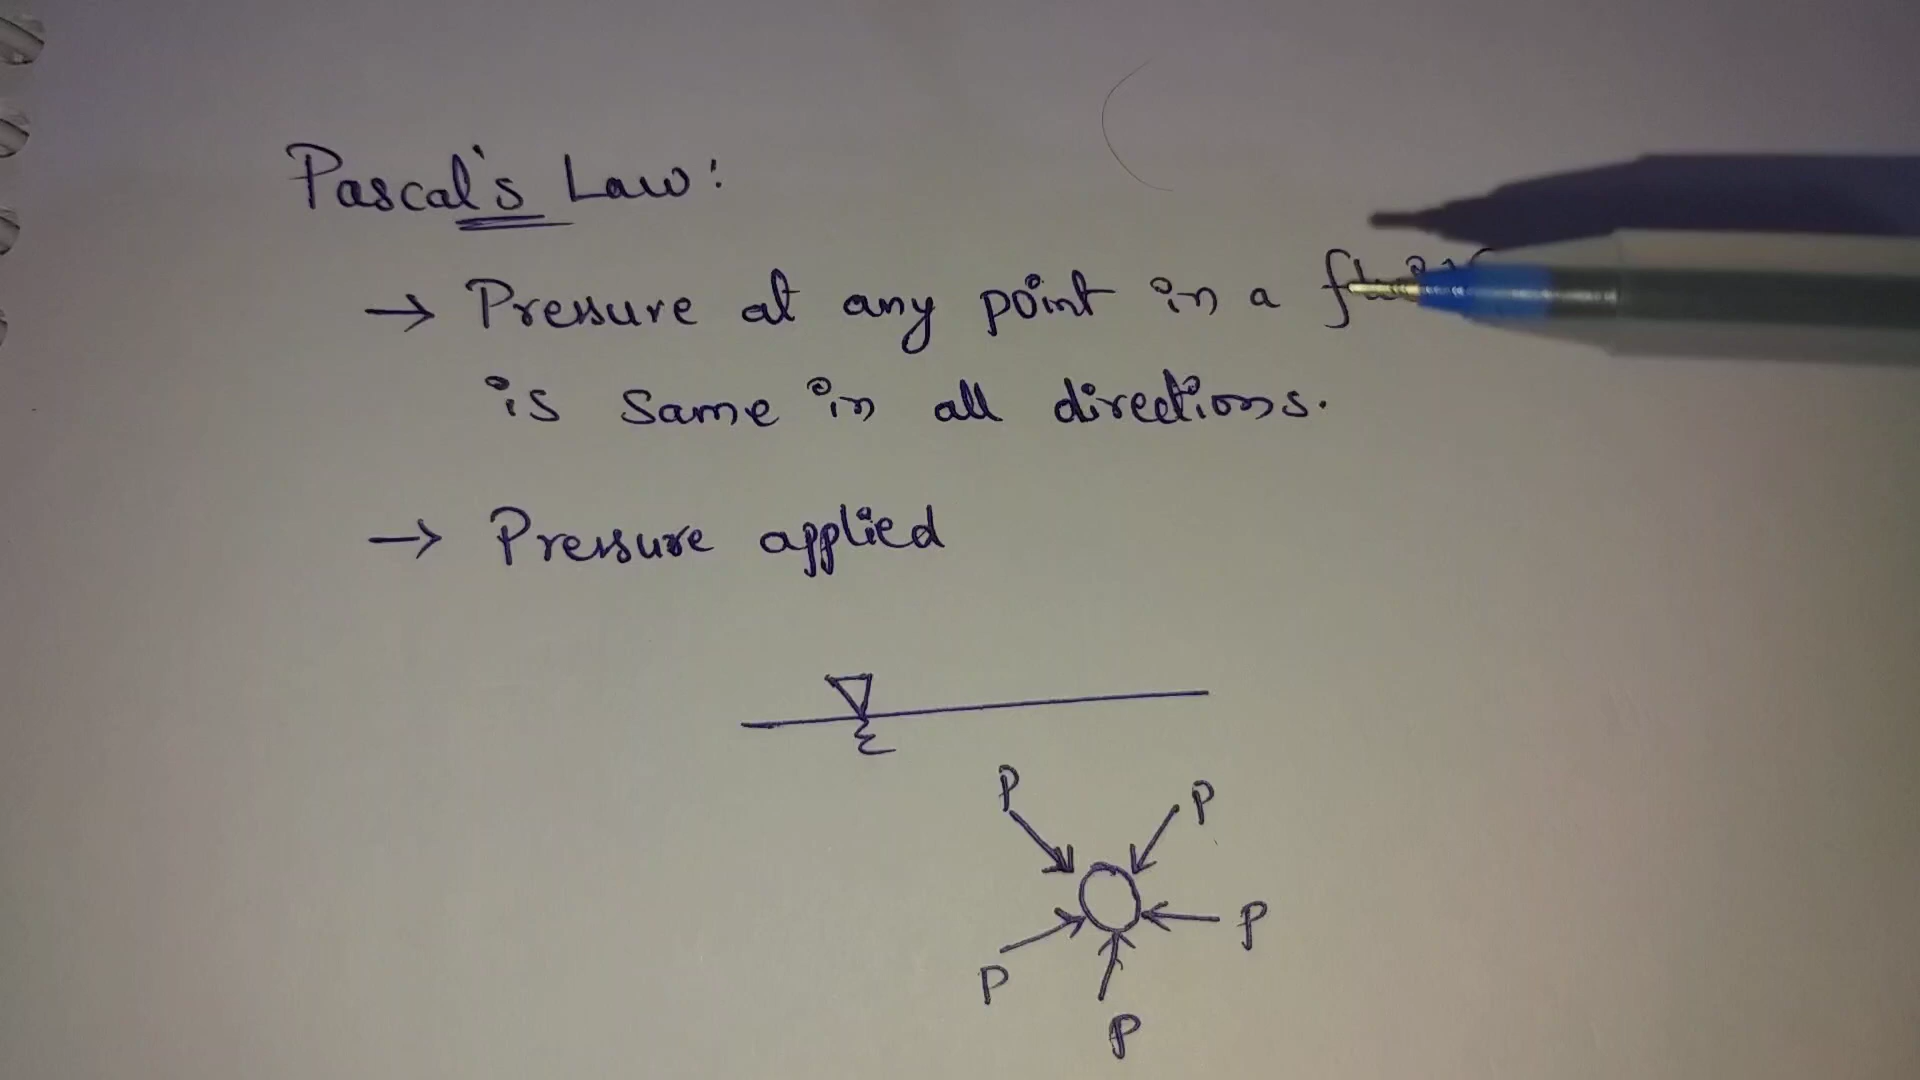 Pascal's Law:
→ Pressure at any point in a
is same in all directions.
→ Pressure applied
P
P
P
P
P